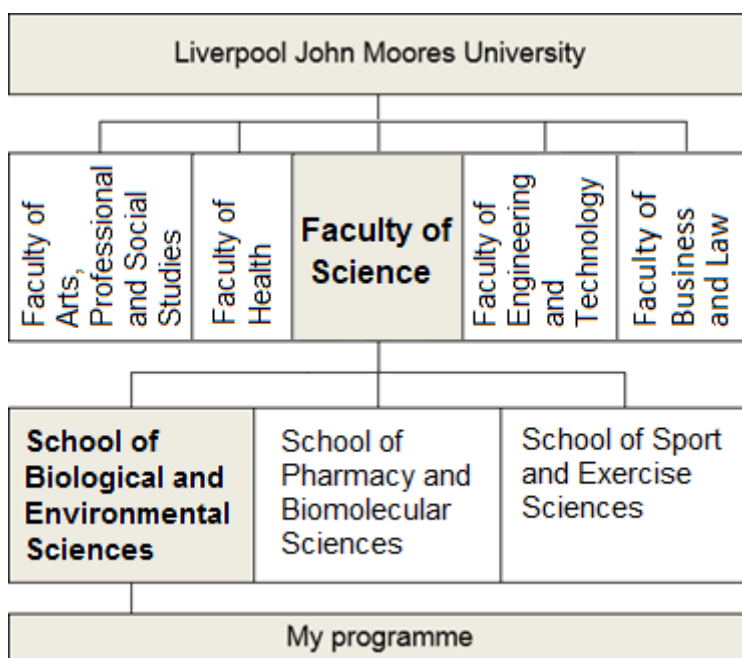 Liverpool John Moores University
Faculty of
Arts,
Professional
and Social
Studies
Faculty of
Health
Faculty of
Science
Faculty of
Engineering
and
Technology
Faculty of
Business
and Law
School of
Biological and
Environmental
Sciences
School of
Pharmacy and
Biomolecular
Sciences
School of Sport
and Exercise
Sciences
My programme